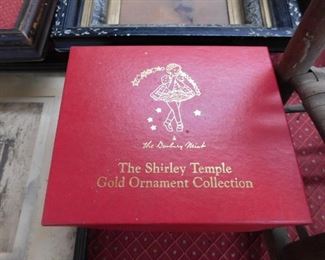 the Danbury Mint
The Shirley Temple
Gold Ornament Collection